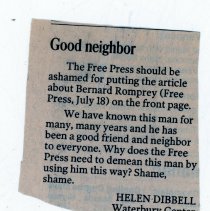 Good neighbor
The Free Press should be
ashamed for putting the article
about Bernard Romprey (Free
Press, July 18) on the front page.
We have known this man for
many, many years and he has
been a good friend and neighbor
to everyone. Why does the Free
Press need to demean this man by
using him this way? Shame,
shame.
HELEN DIBBELL
Waterbury Center